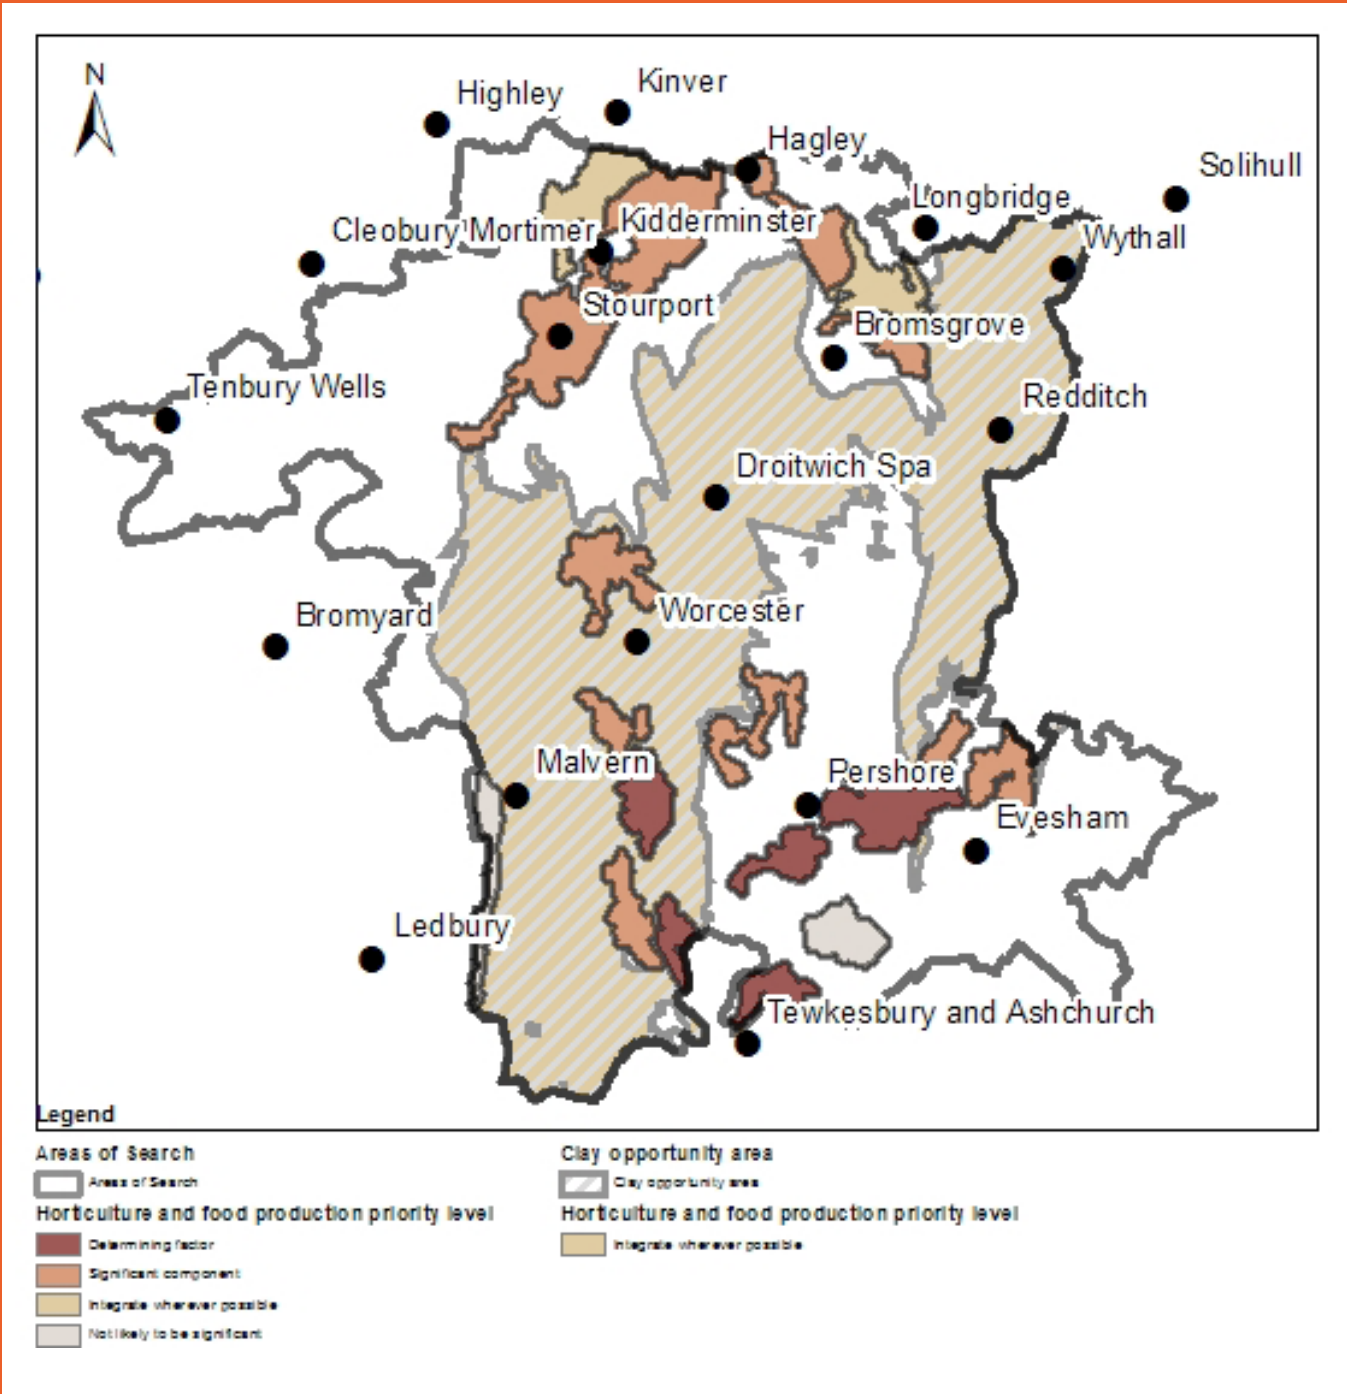 N
Highley
Kinver
Hagley
Solihull
Longbridge
Cleobury Mortimer
Kidderminster
Wythall
Stourport
Bromsgrove
Tenbury Wells
Redditch
Droitwich Spa
Bromyard
Worcester
Malvern
Pershore
Evesham
Ledbury
Tewkesbury and Ashchurch
Legend
Areas of Search
Areas of Search
Horticulture and food production priority level
Determining factor
Significant component
Integrate wherever possible
Not likely to be significant
Clay opportunity area
Clay opportunity area
Horticulture and food production priority level
Integrate wherever possible